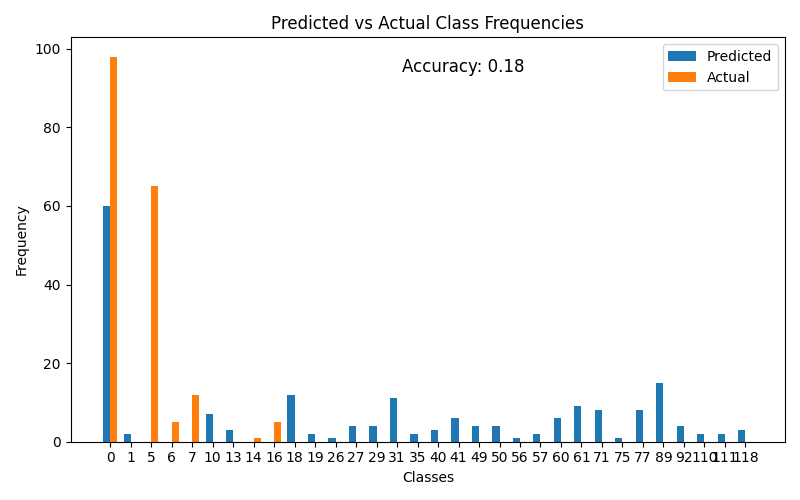 Predicted vs Actual Class Frequencies
Accuracy: 0.18
Predicted
Actual
100
80
60
40
20
0
Frequency
0 1 5 6 7 10 13 14 16 18 19 26 27 29 31 35 40 41 49 50 56 57 60 61 71 75 77 89 92 110 111 118
Classes